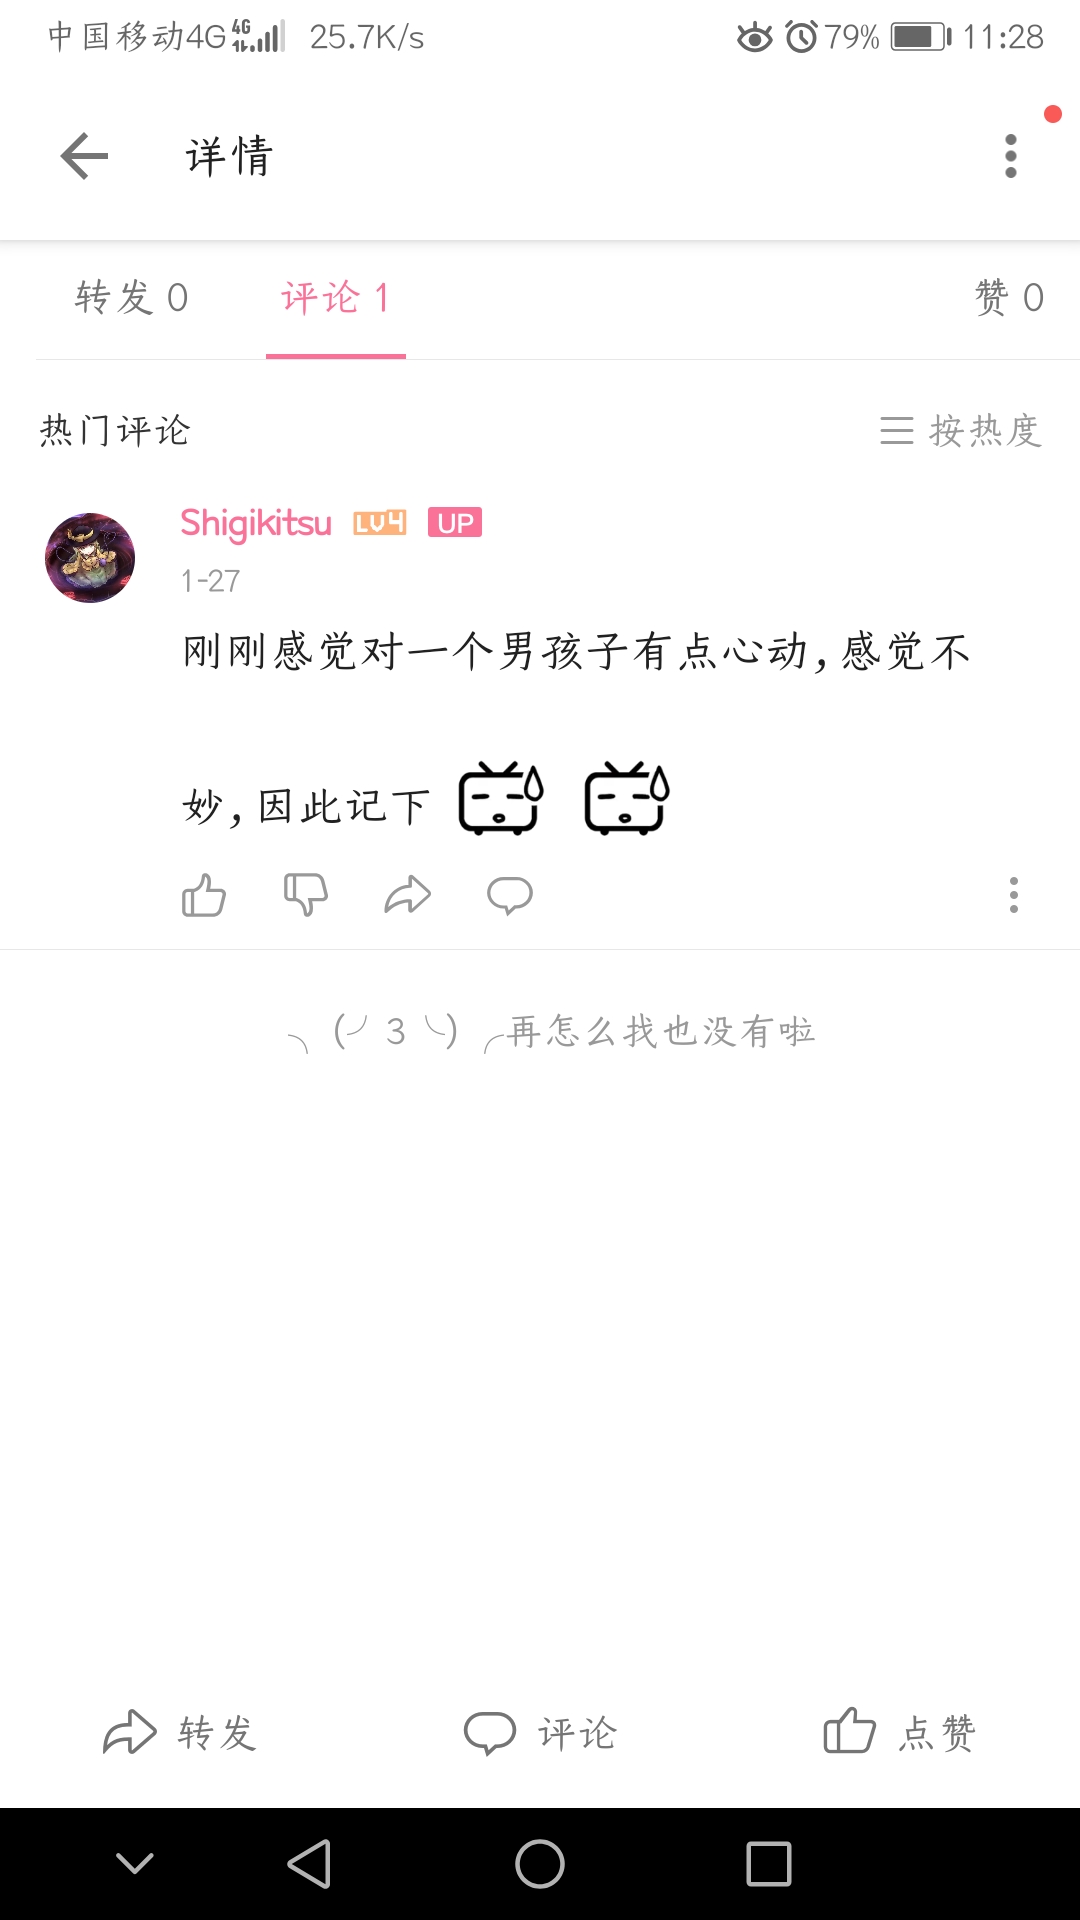 中国移动4G 4G 25.7K/s 79% 11:28
详情
转发 0 评论 1 赞 0
热门评论 按热度
Shigikitsu LV4 UP
1-27
刚刚感觉对一个男孩子有点心动,感觉不
妙,因此记下
╮(╯3╰)╭再怎么找也没有啦
转发 评论 点赞